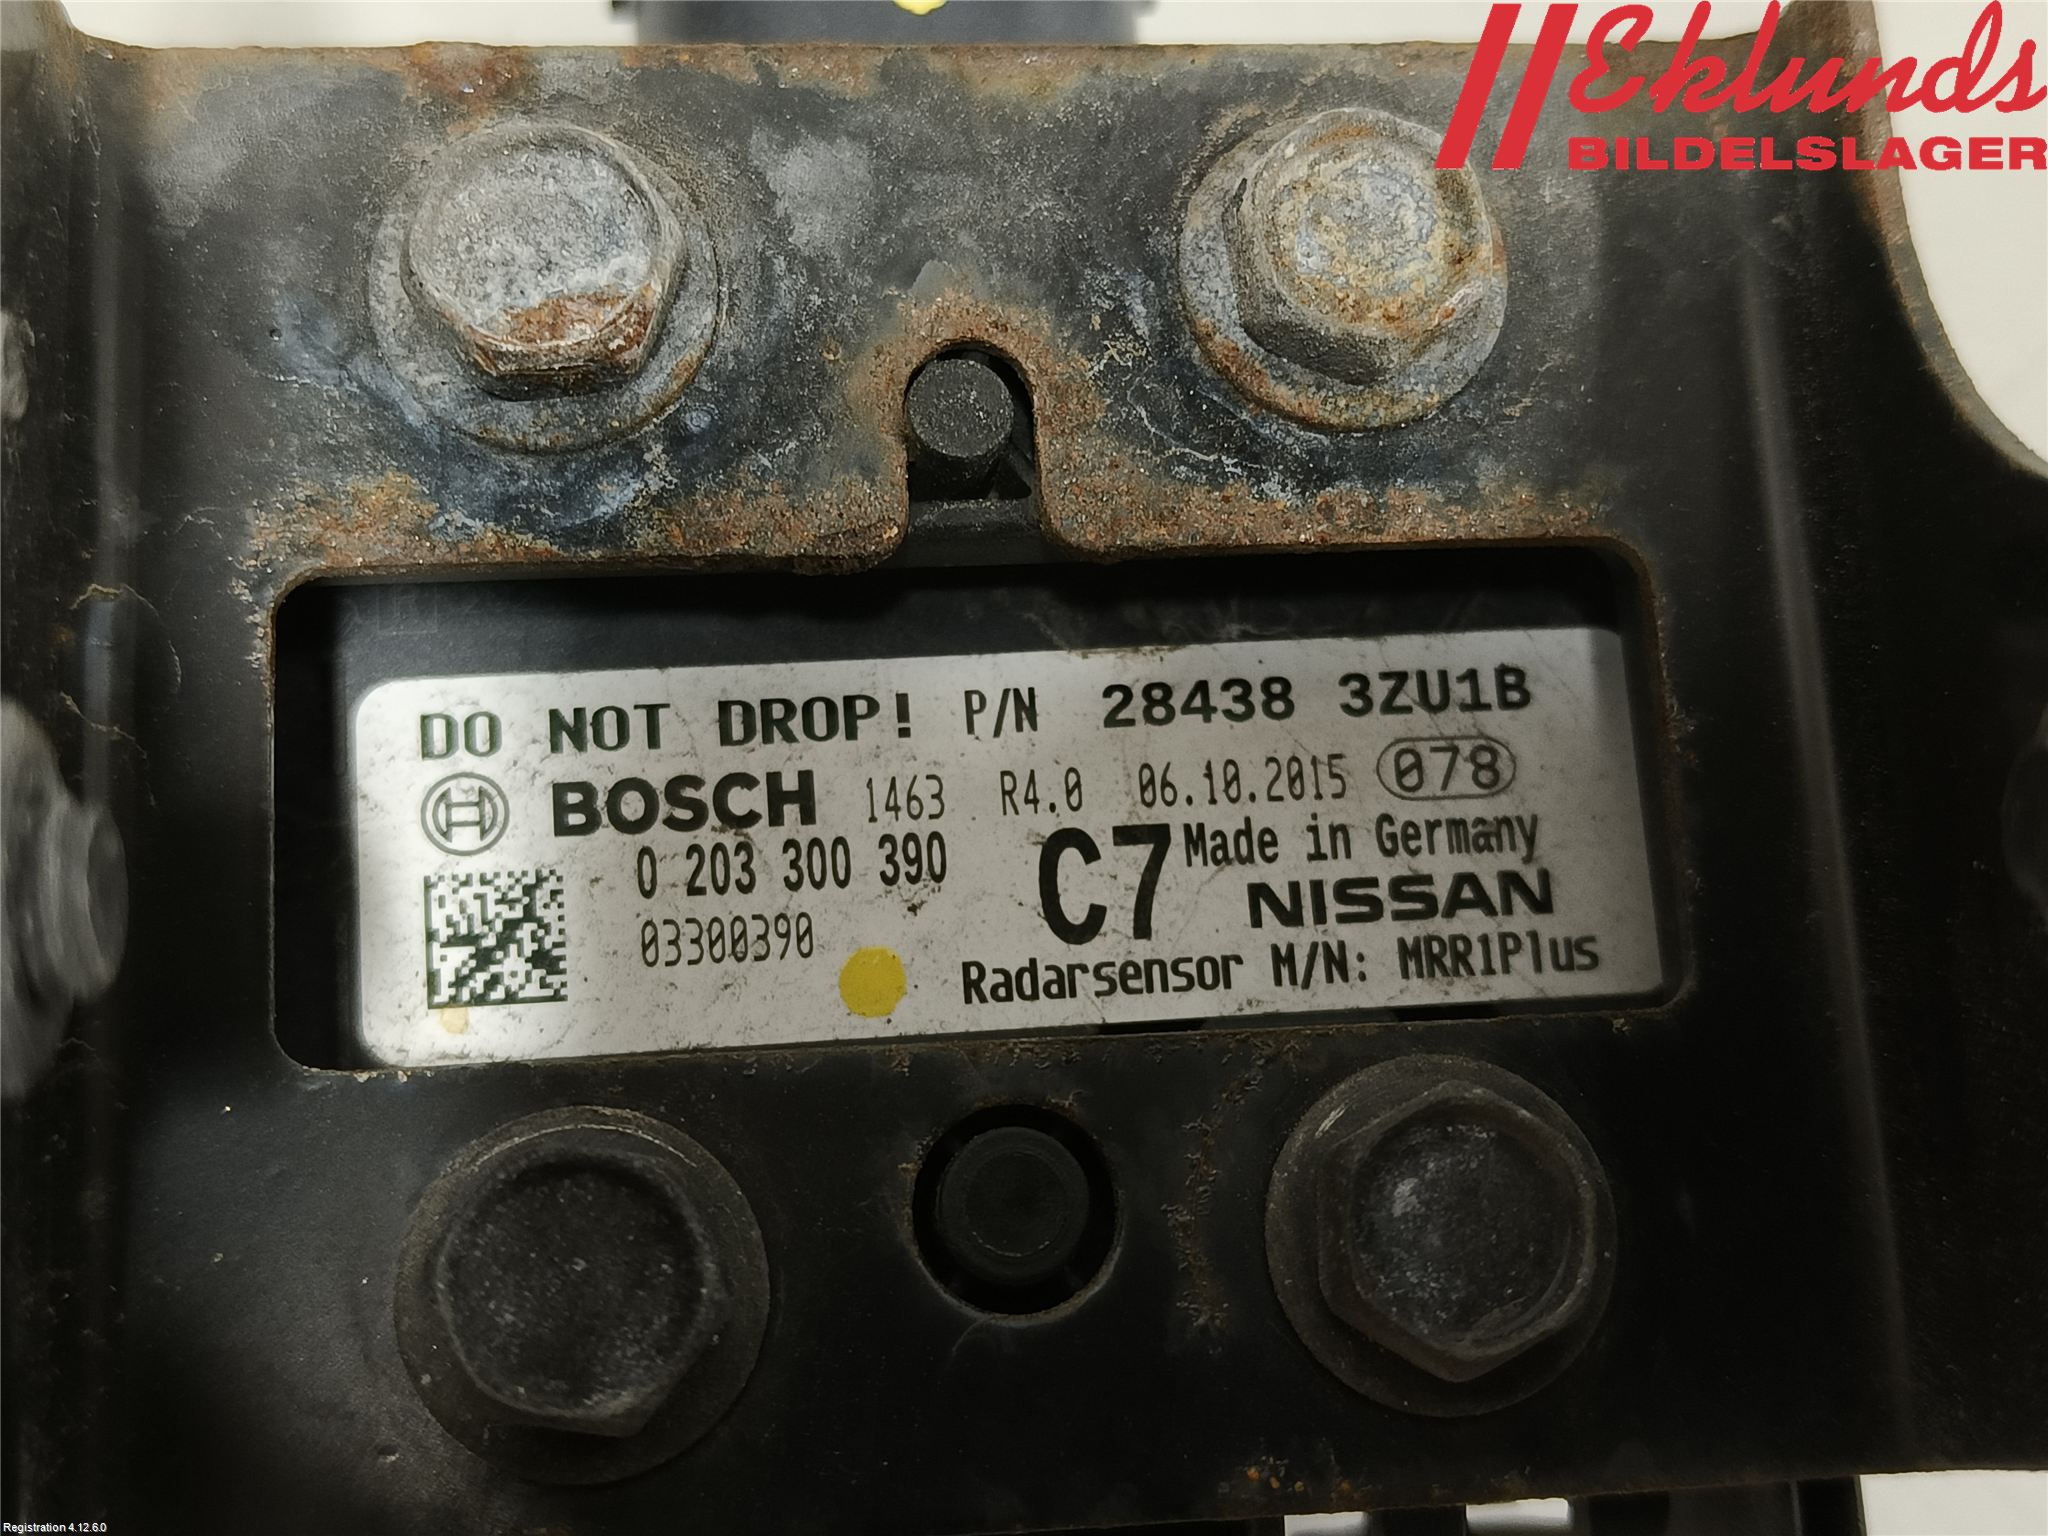 Eklunds
BILDELSLAGER
DO NOT DROP! P/N 28438 3ZU1B
BOSCH 1463 R4.0 06.10.2015 078
0 203 300 390 C7 Made in Germany
03300390 NISSAN
Radarsensor M/N: MRR1Plus
Registration 4.12.6.0